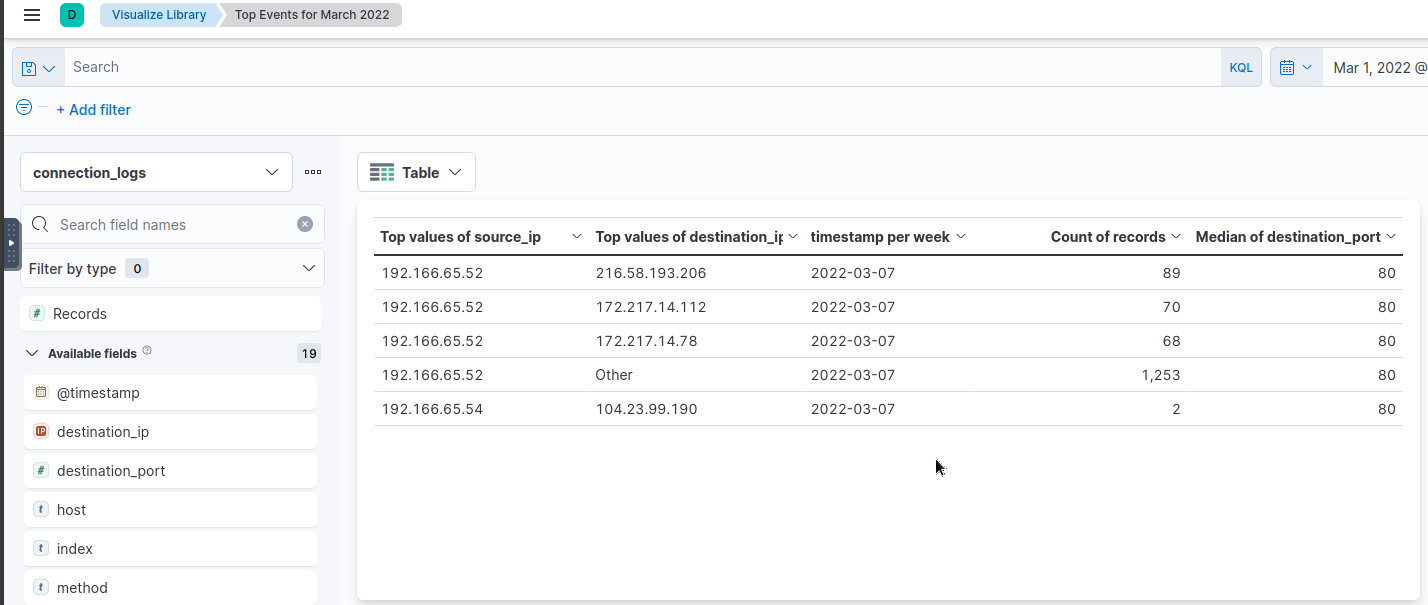 D Visualize Library Top Events for March 2022
Search KQL Mar 1, 2022 @
+ Add filter
connection_logs
Search field names
Filter by type 0
# Records
Available fields ? 19
@timestamp
IP destination_ip
# destination_port
t host
t index
t method
Table
Top values of source_ip Top values of destination_ip timestamp per week Count of records Median of destination_port
192.166.65.52 216.58.193.206 2022-03-07 89 80
192.166.65.52 172.217.14.112 2022-03-07 70 80
192.166.65.52 172.217.14.78 2022-03-07 68 80
192.166.65.52 Other 2022-03-07 1,253 80
192.166.65.54 104.23.99.190 2022-03-07 2 80